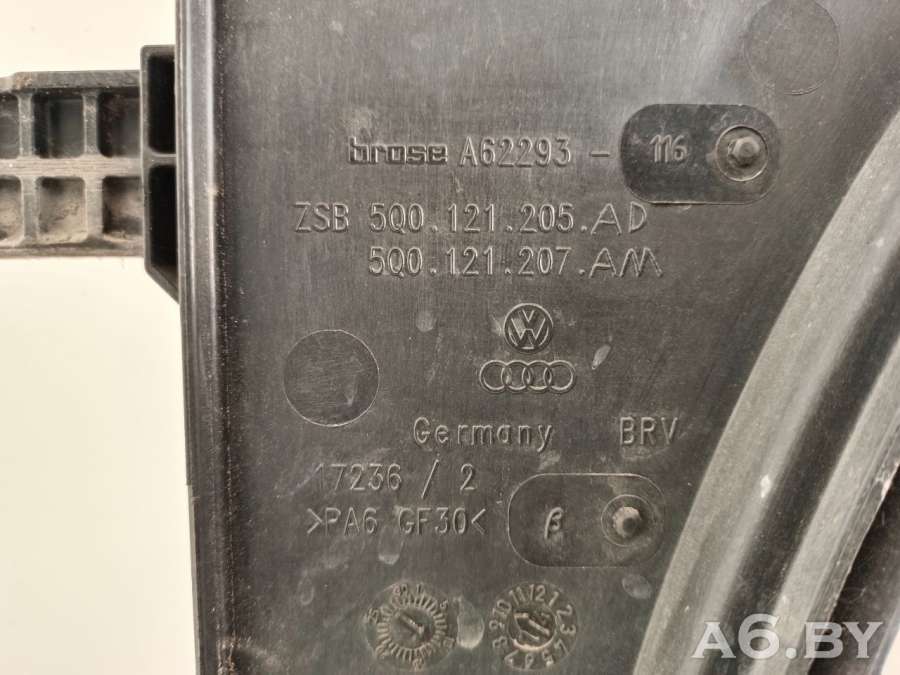 brose A62293 - 116
ZSB 5Q0.121.205.AD
5Q0.121.207.AM
VW
Germany BRV
17236 / 2
>PA6 GF30< β
A6.BY